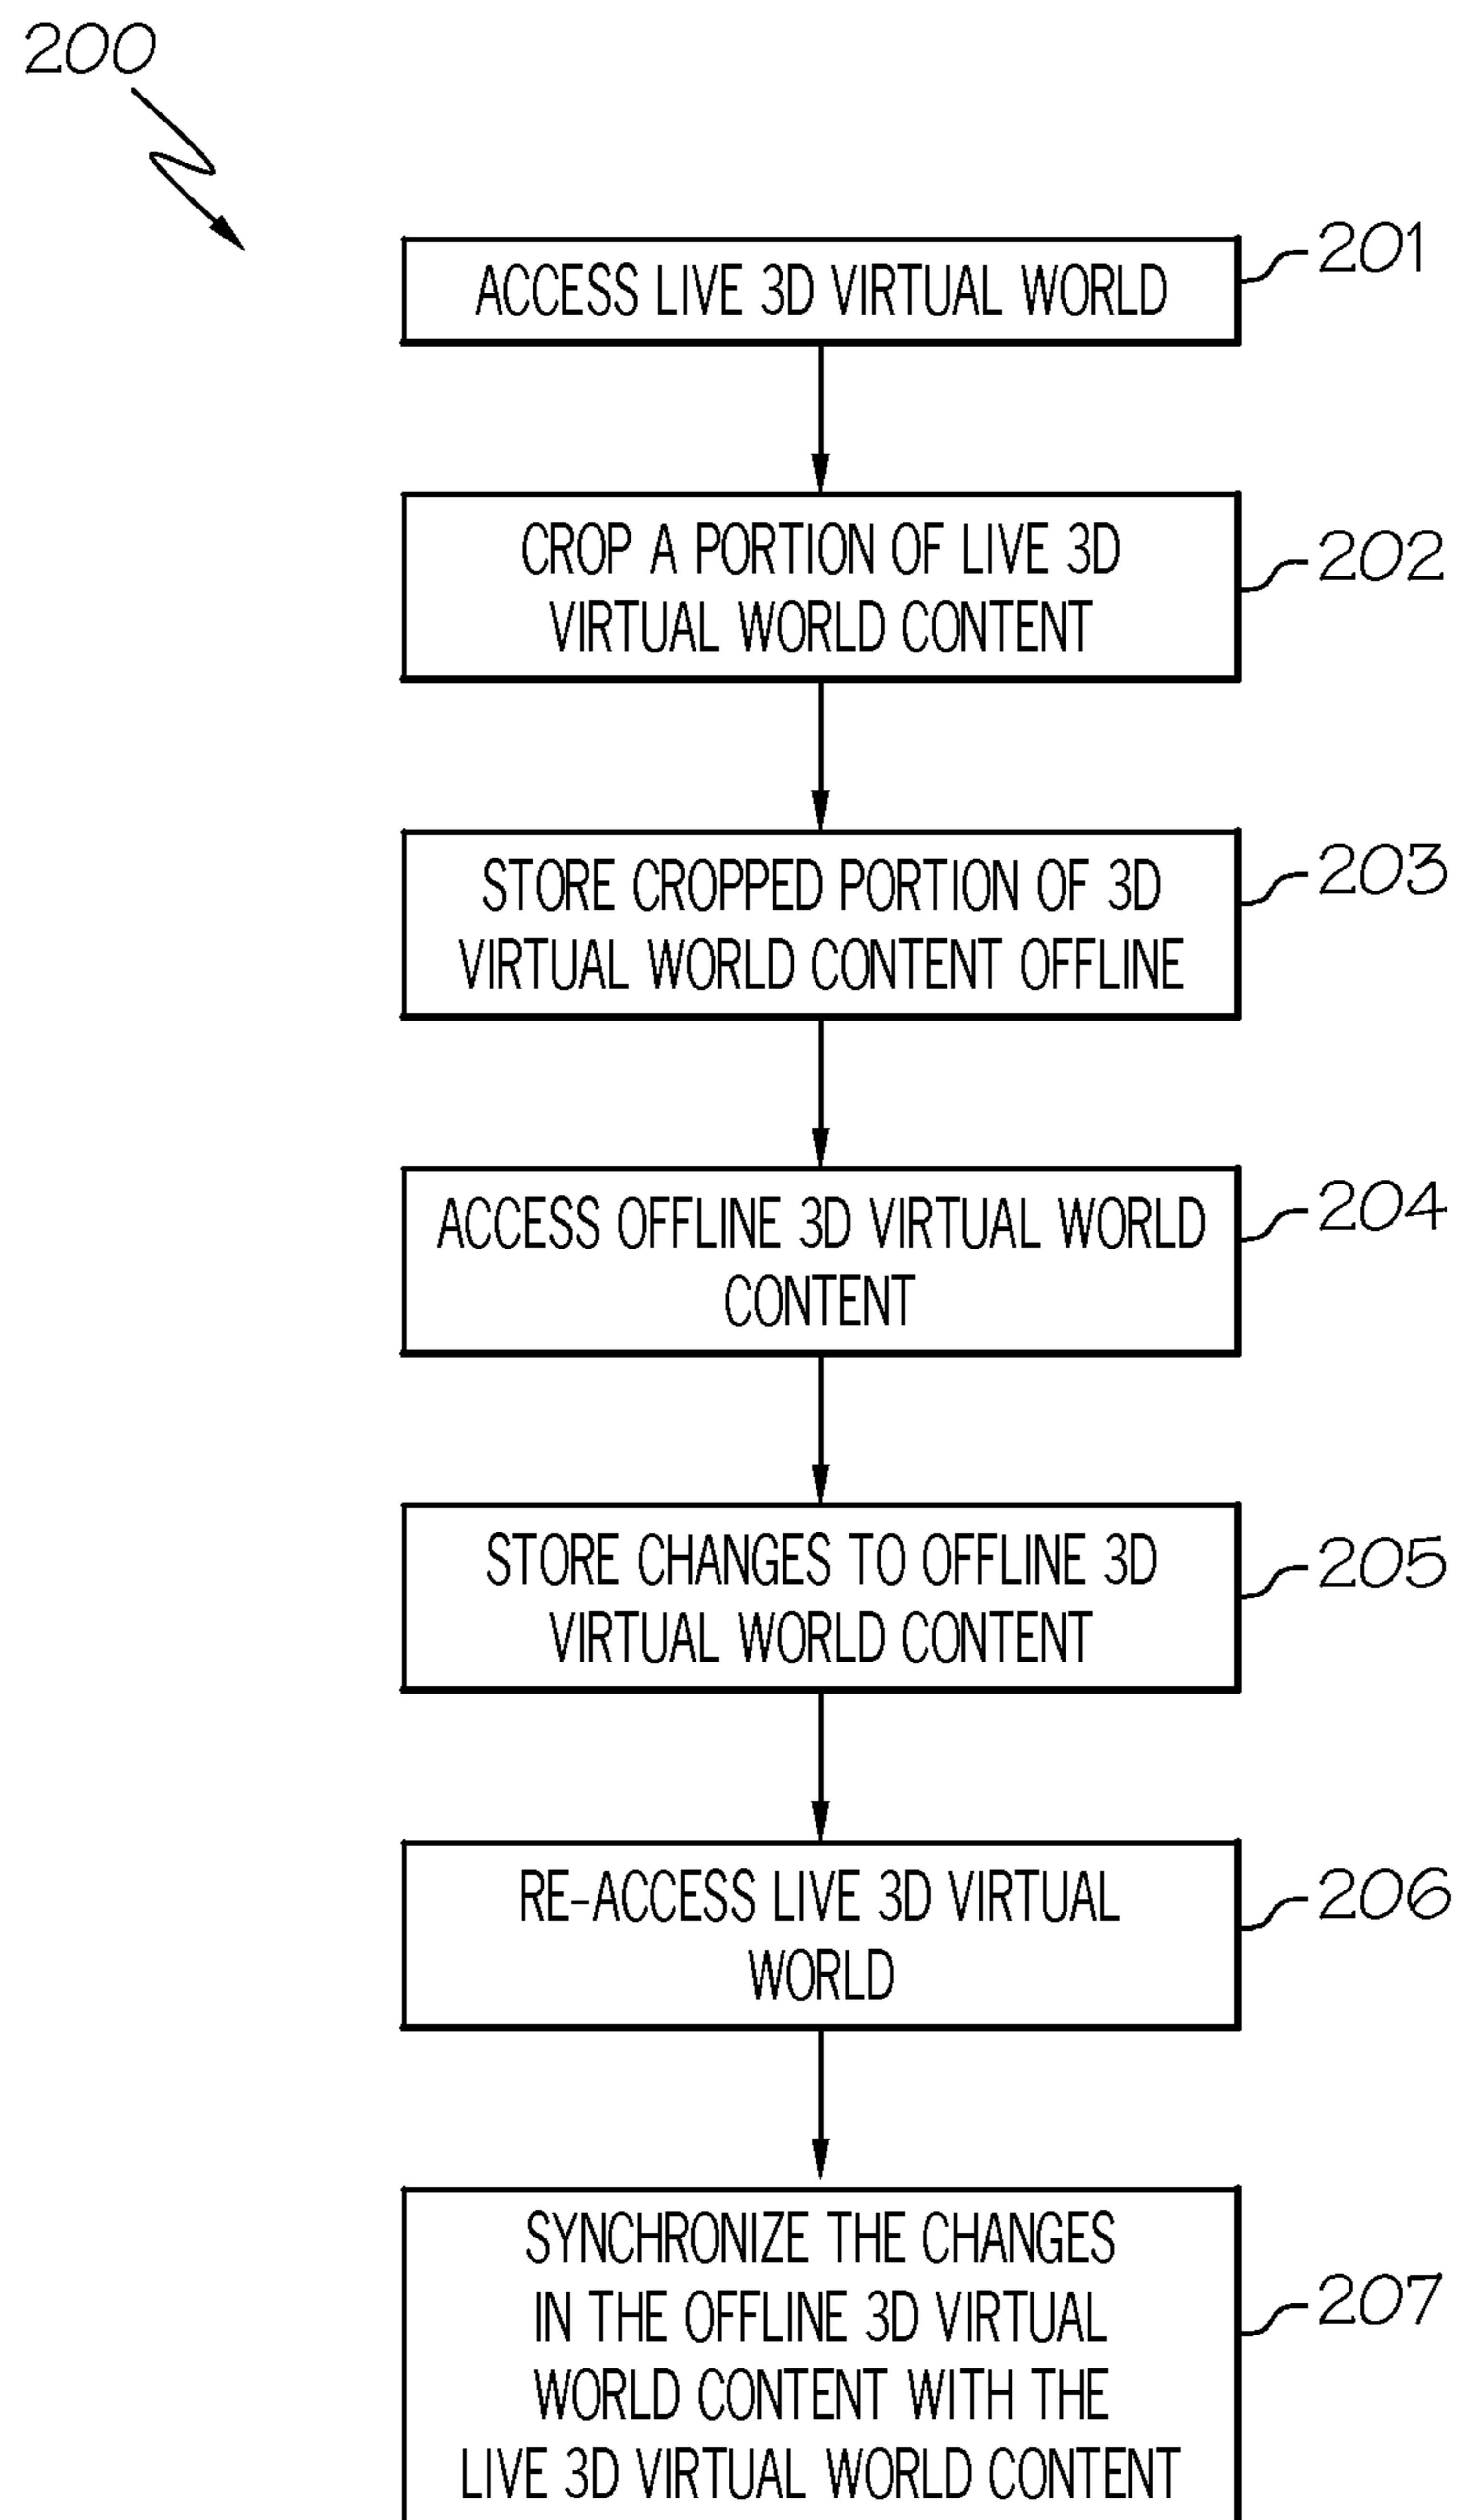 200
ACCESS LIVE 3D VIRTUAL WORLD
201
CROP A PORTION OF LIVE 3D
VIRTUAL WORLD CONTENT
202
STORE CROPPED PORTION OF 3D
VIRTUAL WORLD CONTENT OFFLINE
203
ACCESS OFFLINE 3D VIRTUAL WORLD
CONTENT
204
STORE CHANGES TO OFFLINE 3D
VIRTUAL WORLD CONTENT
205
RE-ACCESS LIVE 3D VIRTUAL
WORLD
206
SYNCHRONIZE THE CHANGES
IN THE OFFLINE 3D VIRTUAL
WORLD CONTENT WITH THE
LIVE 3D VIRTUAL WORLD CONTENT
207